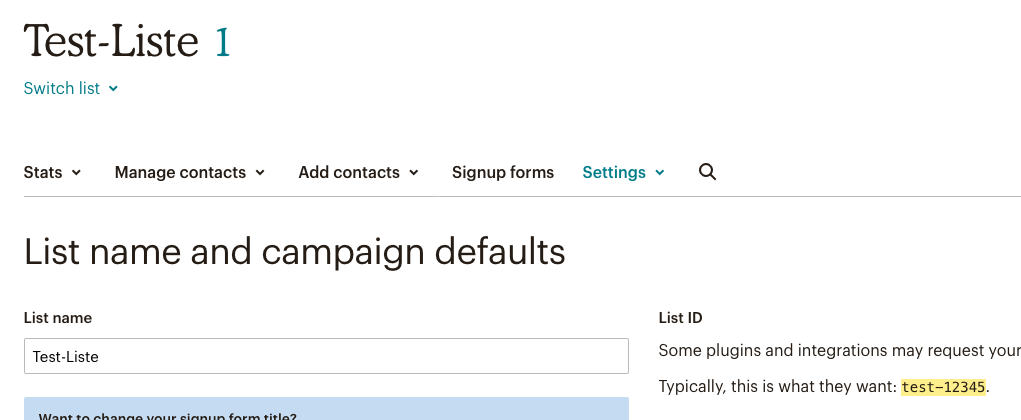 Test-Liste 1
Switch list
Stats Manage contacts Add contacts Signup forms Settings
List name and campaign defaults
List name
Test-Liste
Want to change your signup form title?
List ID
Some plugins and integrations may request your
Typically, this is what they want: test-12345.